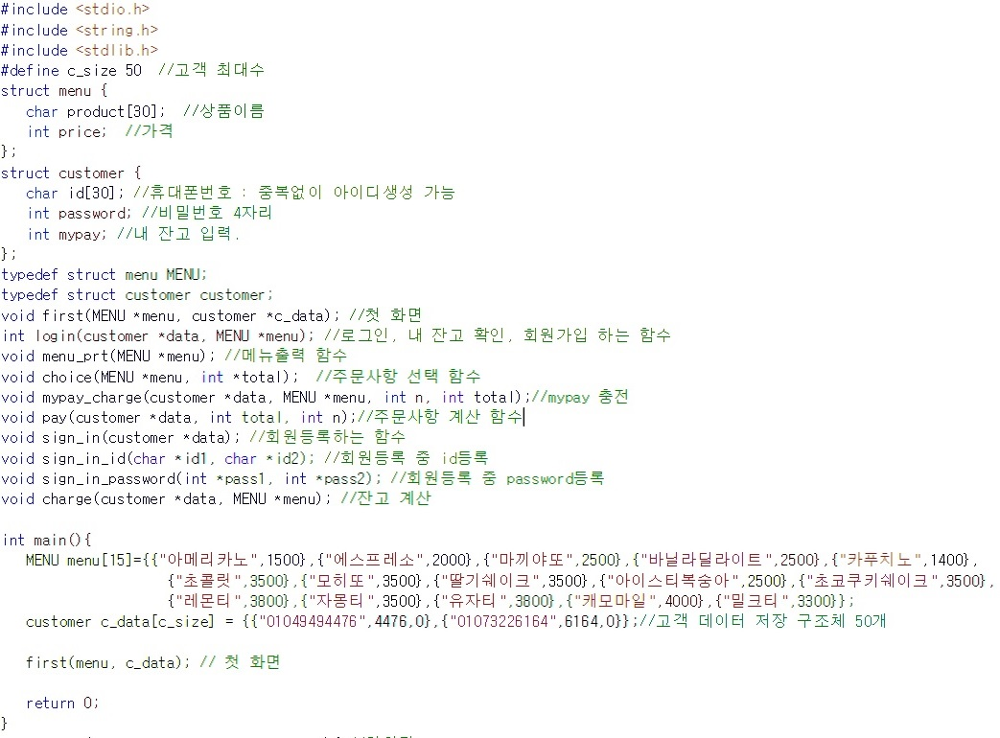 #include <stdio.h>
#include <string.h>
#include <stdlib.h>
#define c_size 50  //고객 최대수
struct menu {
   char product[30];  //상품이름
   int price;  //가격
};
struct customer {
   char id[30]; //휴대폰번호 : 중복없이 아이디생성 가능
   int password; //비밀번호 4자리
   int mypay; //내 잔고 입력.
};
typedef struct menu MENU;
typedef struct customer customer;
void first(MENU *menu, customer *c_data); //첫 화면
int login(customer *data, MENU *menu); //로그인, 내 잔고 확인, 회원가입 하는 함수
void menu_prt(MENU *menu); //메뉴출력 함수
void choice(MENU *menu, int *total);  //주문사항 선택 함수
void mypay_charge(customer *data, MENU *menu, int n, int total);//mypay 충전
void pay(customer *data, int total, int n);//주문사항 계산 함수
void sign_in(customer *data); //회원등록하는 함수
void sign_in_id(char *id1, char *id2); //회원등록 중 id등록
void sign_in_password(int *pass1, int *pass2); //회원등록 중 password등록
void charge(customer *data, MENU *menu); //잔고 계산
int main(){
   MENU menu[15]={{"아메리카노",1500},{"에스프레소",2000},{"마끼야또",2500},{"바닐라딜라이트",2500},{"카푸치노",1400},
                    {"초콜릿",3500},{"모히또",3500},{"딸기쉐이크",3500},{"아이스티복숭아",2500},{"초코쿠키쉐이크",3500},
                    {"레몬티",3800},{"자몽티",3500},{"유자티",3800},{"캐모마일",4000},{"밀크티",3300}};
   customer c_data[c_size] = {{"01049494476",4476,0},{"01073226164",6164,0}};//고객 데이터 저장 구조체 50개
   first(menu, c_data); // 첫 화면
   return 0;
}